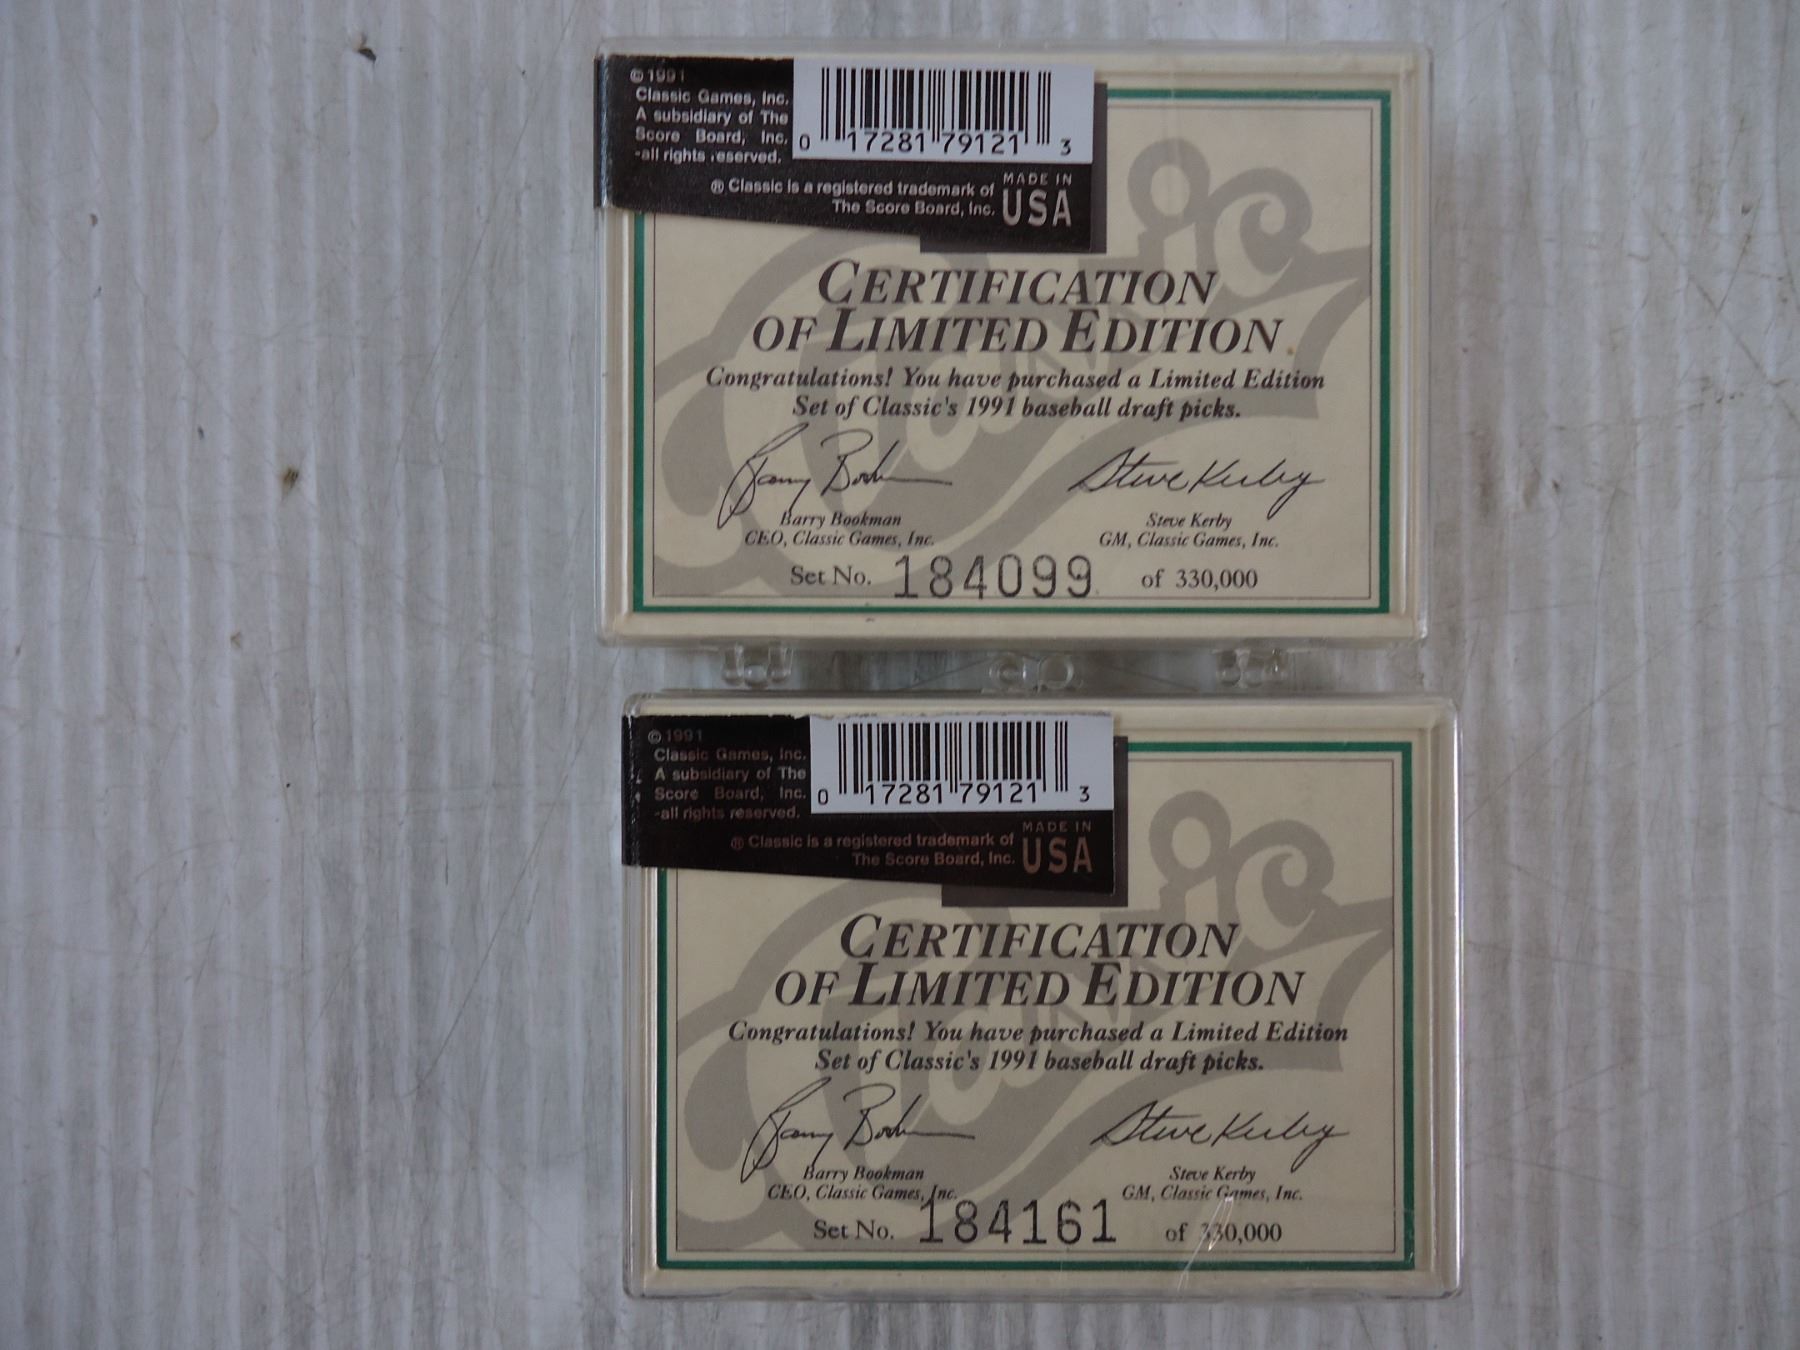 © 1991
Classic Games, Inc.
A subsidiary of The
Score Board, Inc.
-all rights reserved.
0 17281 79121 3
® Classic is a registered trademark of
The Score Board, Inc.
MADE IN
USA
CERTIFICATION
OF LIMITED EDITION
Congratulations! You have purchased a Limited Edition
Set of Classic's 1991 baseball draft picks.
Barry Bookman
CEO, Classic Games, Inc.
Steve Kerby
Steve Kerby
GM, Classic Games, Inc.
Set No. 184099 of 330,000
© 1991
Classic Games, Inc.
A subsidiary of The
Score Board, Inc.
-all rights reserved.
0 17281 79121 3
® Classic is a registered trademark of
The Score Board, Inc.
MADE IN
USA
CERTIFICATION
OF LIMITED EDITION
Congratulations! You have purchased a Limited Edition
Set of Classic's 1991 baseball draft picks.
Barry Bookman
CEO, Classic Games, Inc.
Steve Kerby
Steve Kerby
GM, Classic Games, Inc.
Set No. 184161 of 330,000